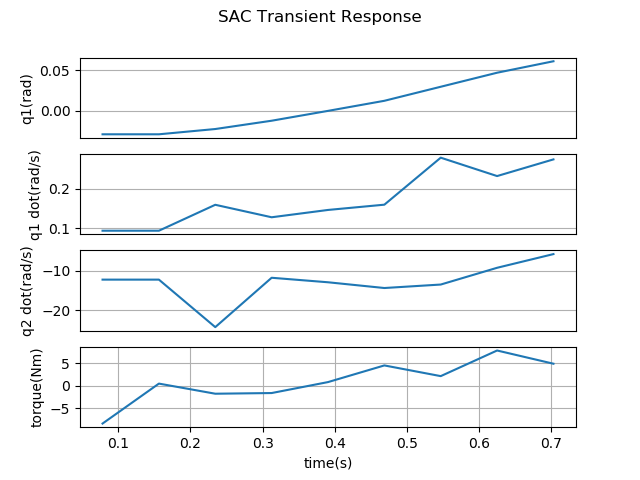 SAC Transient Response
q1(rad)
0.05
0.00
q1 dot(rad/s)
0.2
0.1
q2 dot(rad/s)
−10
−20
torque(Nm)
5
0
−5
0.1 0.2 0.3 0.4 0.5 0.6 0.7
time(s)